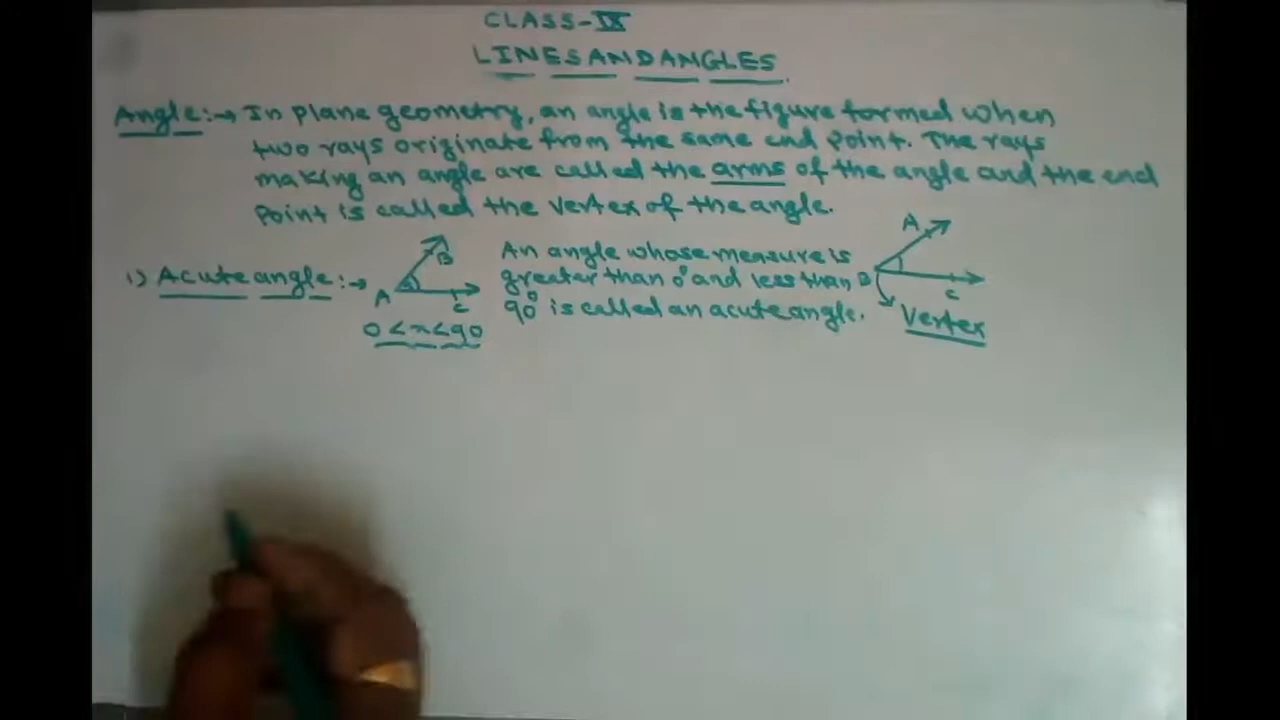 CLASS-IX
LINES AND ANGLES
Angle:→ In plane geometry, an angle is the figure formed when
two rays originate from the same end point. The rays
making an angle are called the arms of the angle and the end
point is called the vertex of the angle.
A
B
C
Vertex
1) Acute angle:→
A
B
C
0<x<90
An angle whose measure is
greater than 0° and less than
90° is called an acute angle.